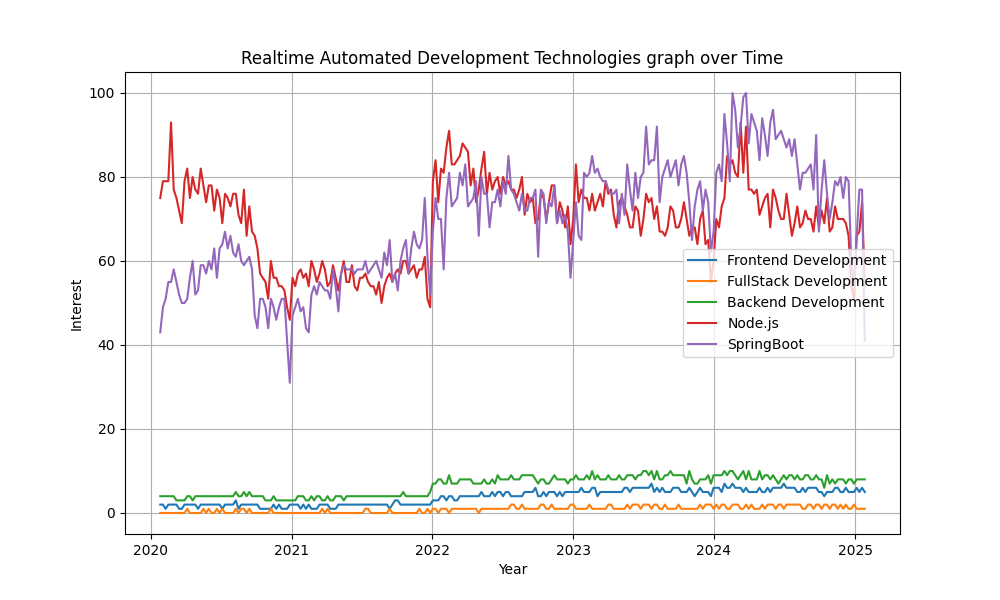 Realtime Automated Development Technologies graph over Time
Interest
100
80
60
40
20
0
Frontend Development
FullStack Development
Backend Development
Node.js
SpringBoot
2020 2021 2022 2023 2024 2025
Year